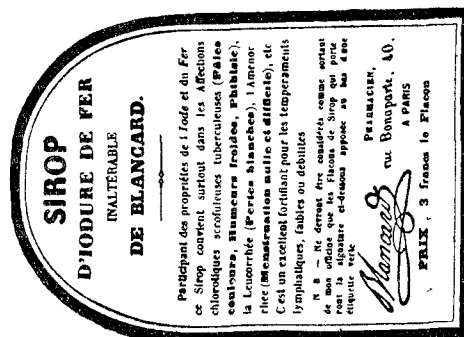 SIROP
D'IODURE DE FER
INALTÉRABLE
DE BLANCARD.
Participant des propriétés de l Iode et du Fer
ce Sirop convient surtout dans les Affections
chlorotiques scrofuleuses tuberculeuses (Pâles
couleurs, Humeurs froides, Phthisie),
la Leucorrhée (Pertes blanches), l Aménor
rhée (Menstruation nulle et difficile), etc
C est un excellent fortifiant pour les temperaments
lymphatiques, faibles ou debilités
N B — Ne devront être considérés comme sortant
de mon officine que les Flacons de Sirop qui porte
ront la signature ci-dessous apposée au bas d'une
étiquette verte
Blancard
PHARMACIEN,
rue Bonaparte, 40,
A PARIS
PRIX : 3 francs le Flacon